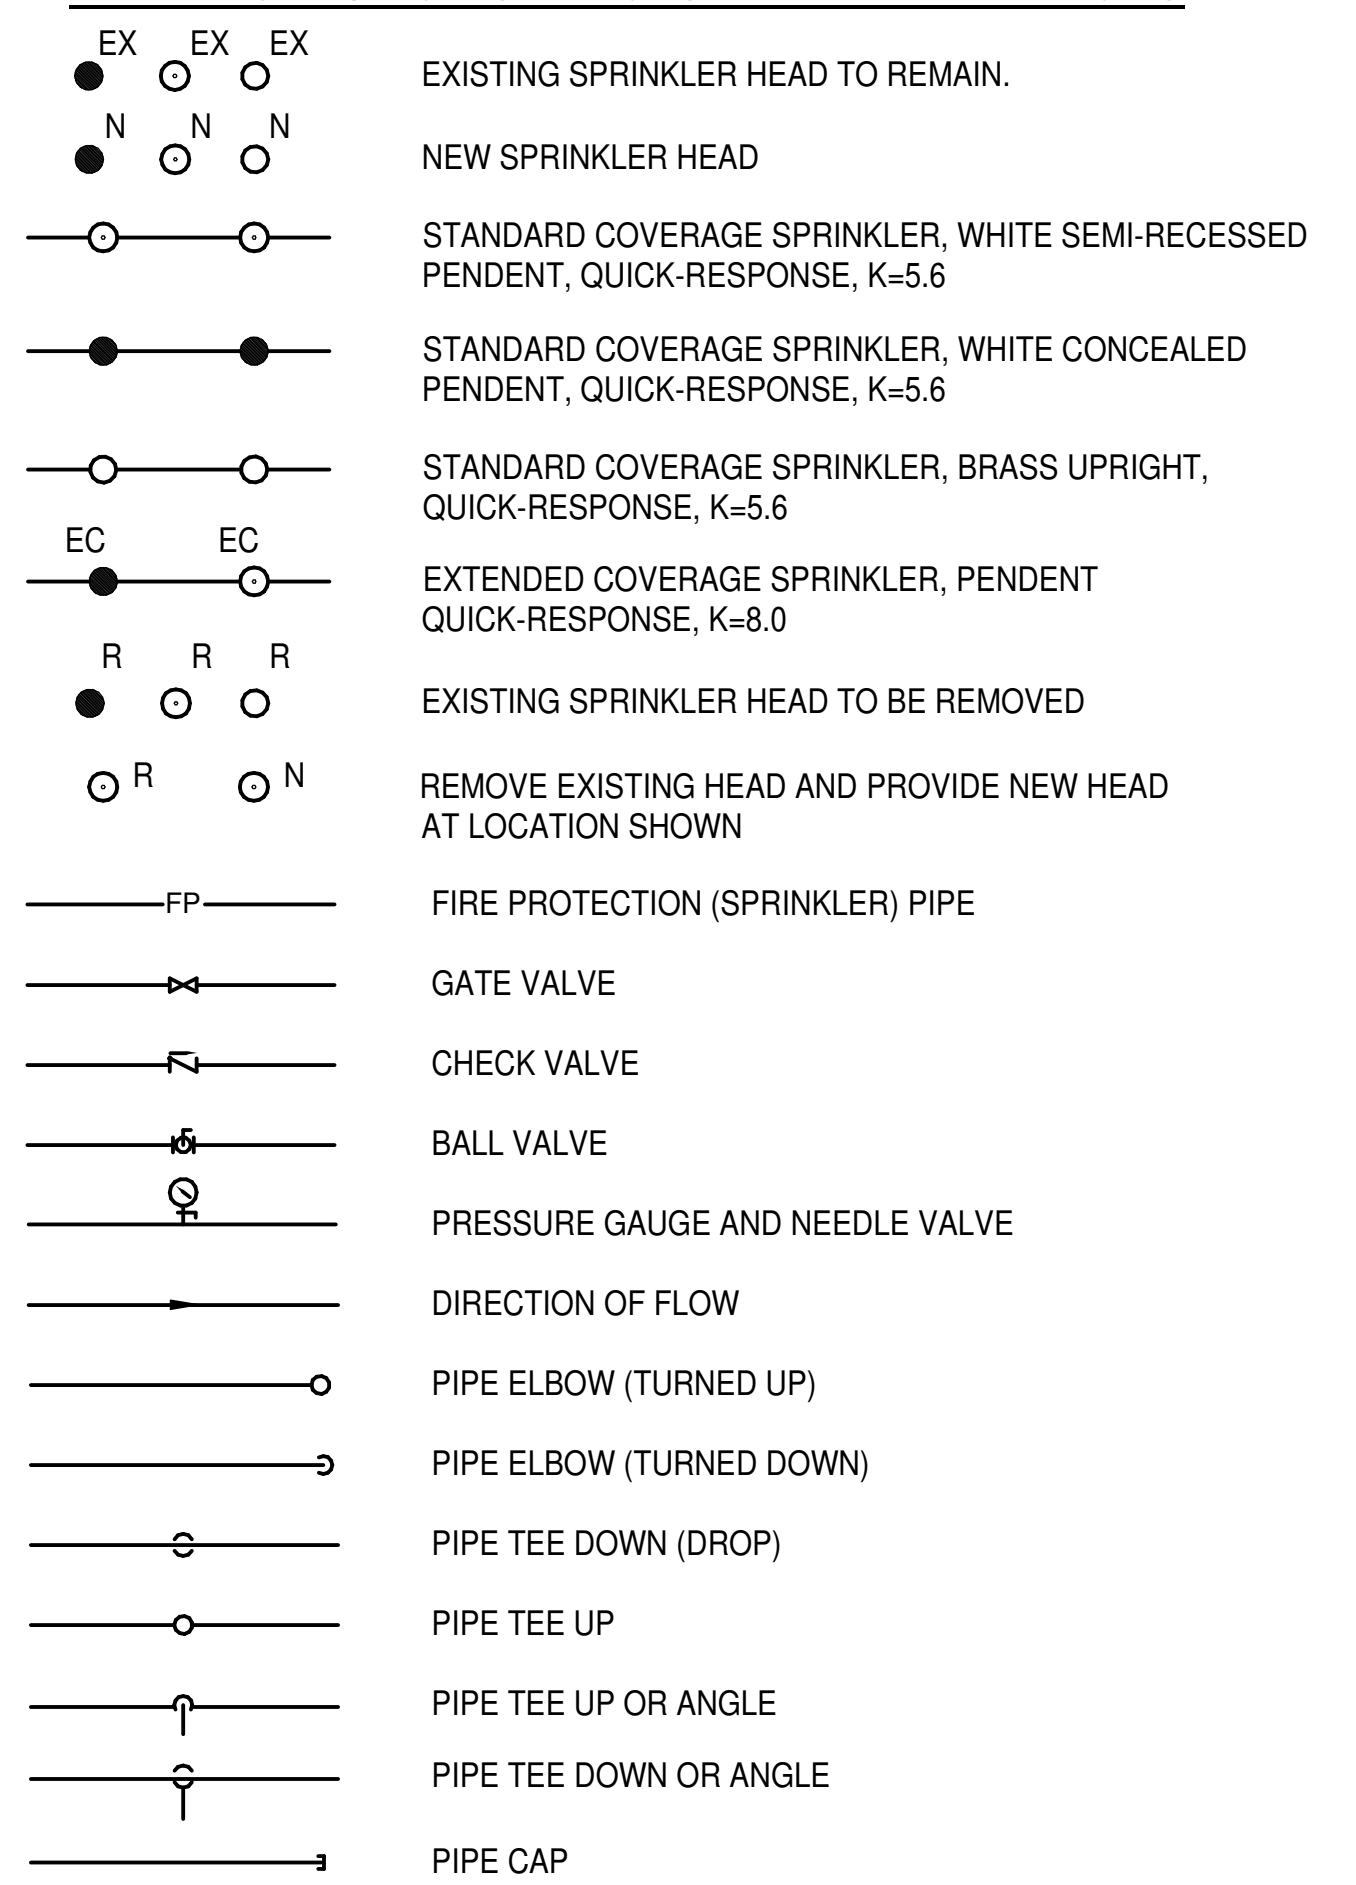 EX EX EX
EXISTING SPRINKLER HEAD TO REMAIN.
N N N
NEW SPRINKLER HEAD
STANDARD COVERAGE SPRINKLER, WHITE SEMI-RECESSED
PENDENT, QUICK-RESPONSE, K=5.6
STANDARD COVERAGE SPRINKLER, WHITE CONCEALED
PENDENT, QUICK-RESPONSE, K=5.6
STANDARD COVERAGE SPRINKLER, BRASS UPRIGHT,
QUICK-RESPONSE, K=5.6
EC EC
EXTENDED COVERAGE SPRINKLER, PENDENT
QUICK-RESPONSE, K=8.0
R R R
EXISTING SPRINKLER HEAD TO BE REMOVED
R N
REMOVE EXISTING HEAD AND PROVIDE NEW HEAD
AT LOCATION SHOWN
FP FIRE PROTECTION (SPRINKLER) PIPE
GATE VALVE
CHECK VALVE
BALL VALVE
PRESSURE GAUGE AND NEEDLE VALVE
DIRECTION OF FLOW
PIPE ELBOW (TURNED UP)
PIPE ELBOW (TURNED DOWN)
PIPE TEE DOWN (DROP)
PIPE TEE UP
PIPE TEE UP OR ANGLE
PIPE TEE DOWN OR ANGLE
PIPE CAP